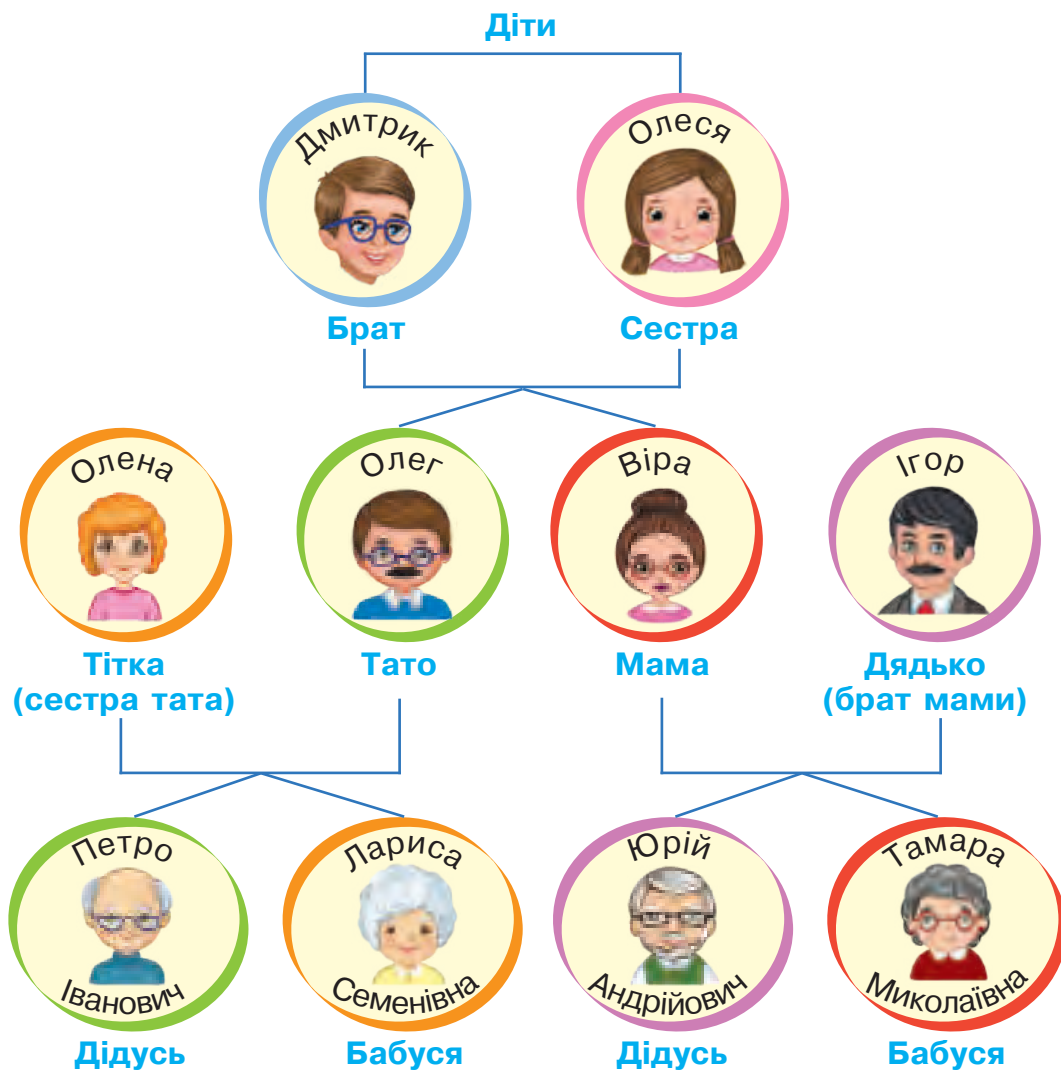 Діти
Дмитрик
Олеся
Брат
Сестра
Олена
Олег
Віра
Ігор
Тітка
(сестра тата)
Тато
Мама
Дядько
(брат мами)
Петро
Іванович
Лариса
Семенівна
Юрій
Андрійович
Тамара
Миколаївна
Дідусь
Бабуся
Дідусь
Бабуся